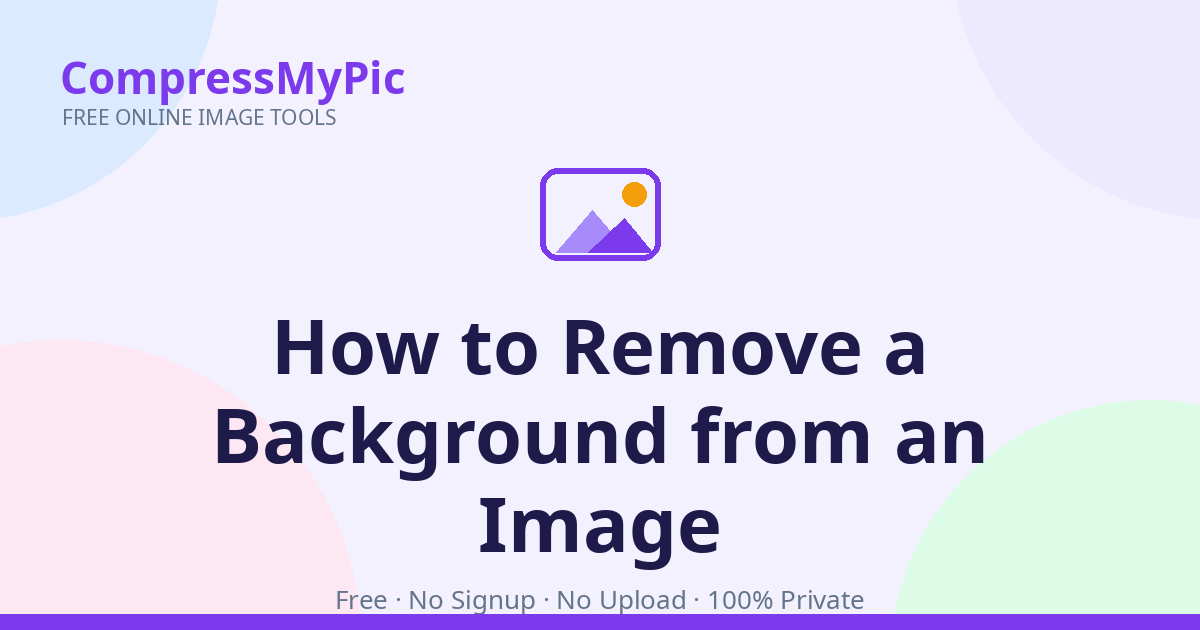 CompressMyPic
FREE ONLINE IMAGE TOOLS
How to Remove a
Background from an
Image
Free · No Signup · No Upload · 100% Private